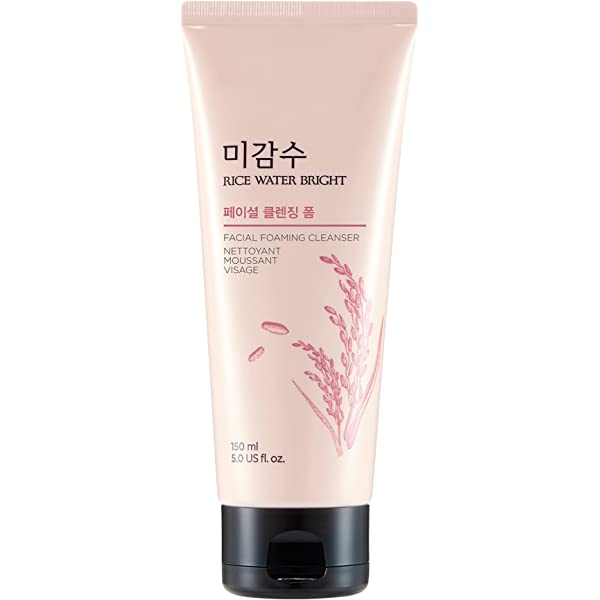 미감수
RICE WATER BRIGHT
페이셜 클렌징 폼
FACIAL FOAMING CLEANSER
NETTOYANT
MOUSSANT
VISAGE
150 ml
5.0 US fl. oz.